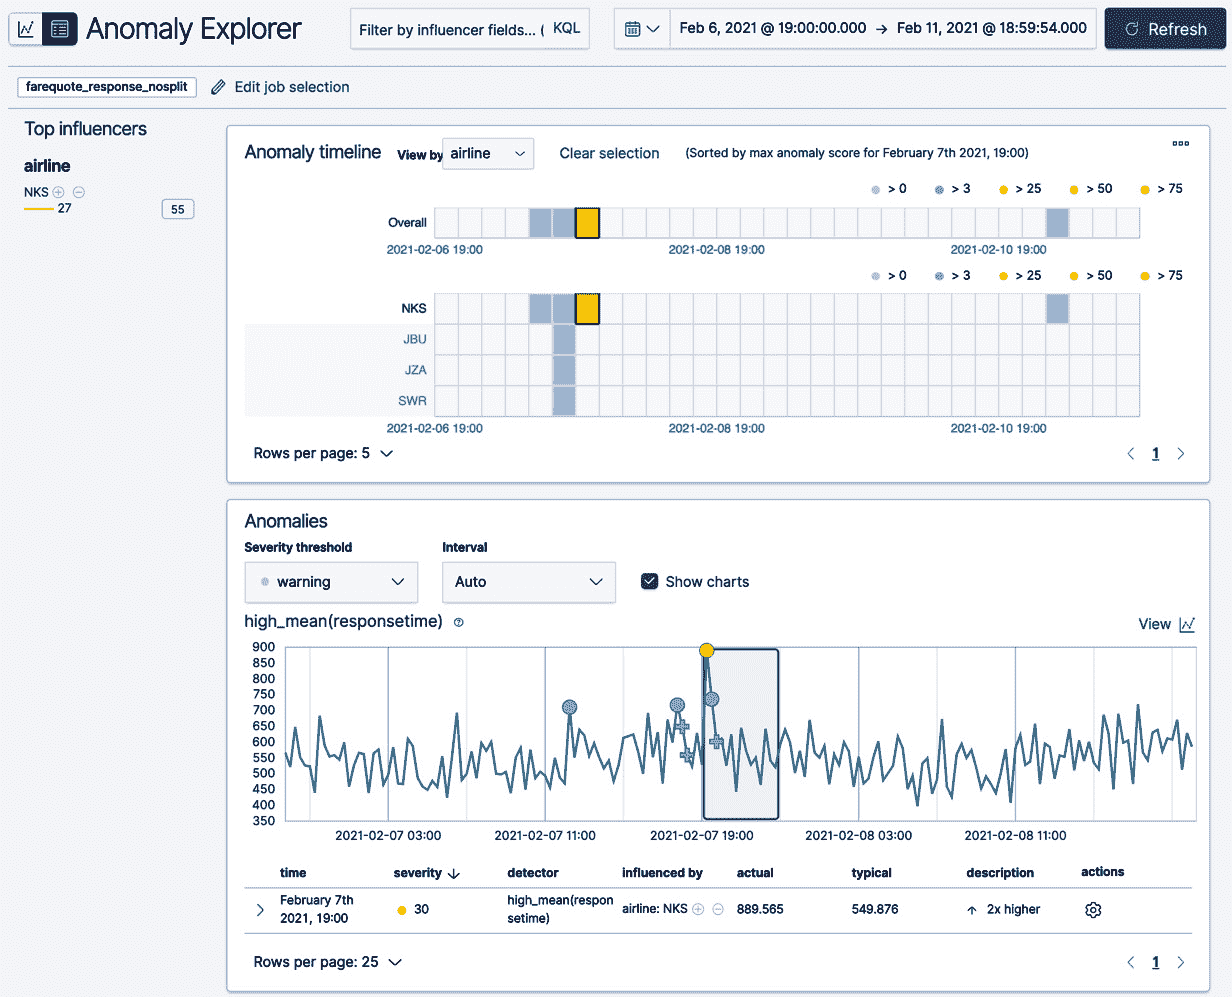 Anomaly Explorer
Filter by influencer fields... ( KQL
Feb 6, 2021 @ 19:00:00.000 → Feb 11, 2021 @ 18:59:54.000
Refresh
farequote_response_nosplit
Edit job selection
Top influencers
airline
NKS
27
55
Anomaly timeline
View by
airline
Clear selection
(Sorted by max anomaly score for February 7th 2021, 19:00)
> 0 > 3 > 25 > 50 > 75
Overall
2021-02-06 19:00 2021-02-08 19:00 2021-02-10 19:00
> 0 > 3 > 25 > 50 > 75
NKS
JBU
JZA
SWR
2021-02-06 19:00 2021-02-08 19:00 2021-02-10 19:00
Rows per page: 5
1
Anomalies
Severity threshold Interval
warning Auto Show charts
high_mean(responsetime)
View
900
850
800
750
700
650
600
550
500
450
400
350
2021-02-07 03:00 2021-02-07 11:00 2021-02-07 19:00 2021-02-08 03:00 2021-02-08 11:00
time severity detector influenced by actual typical description actions
February 7th
2021, 19:00
30
high_mean(respon
setime)
airline: NKS
889.565
549.876
2x higher
Rows per page: 25
1